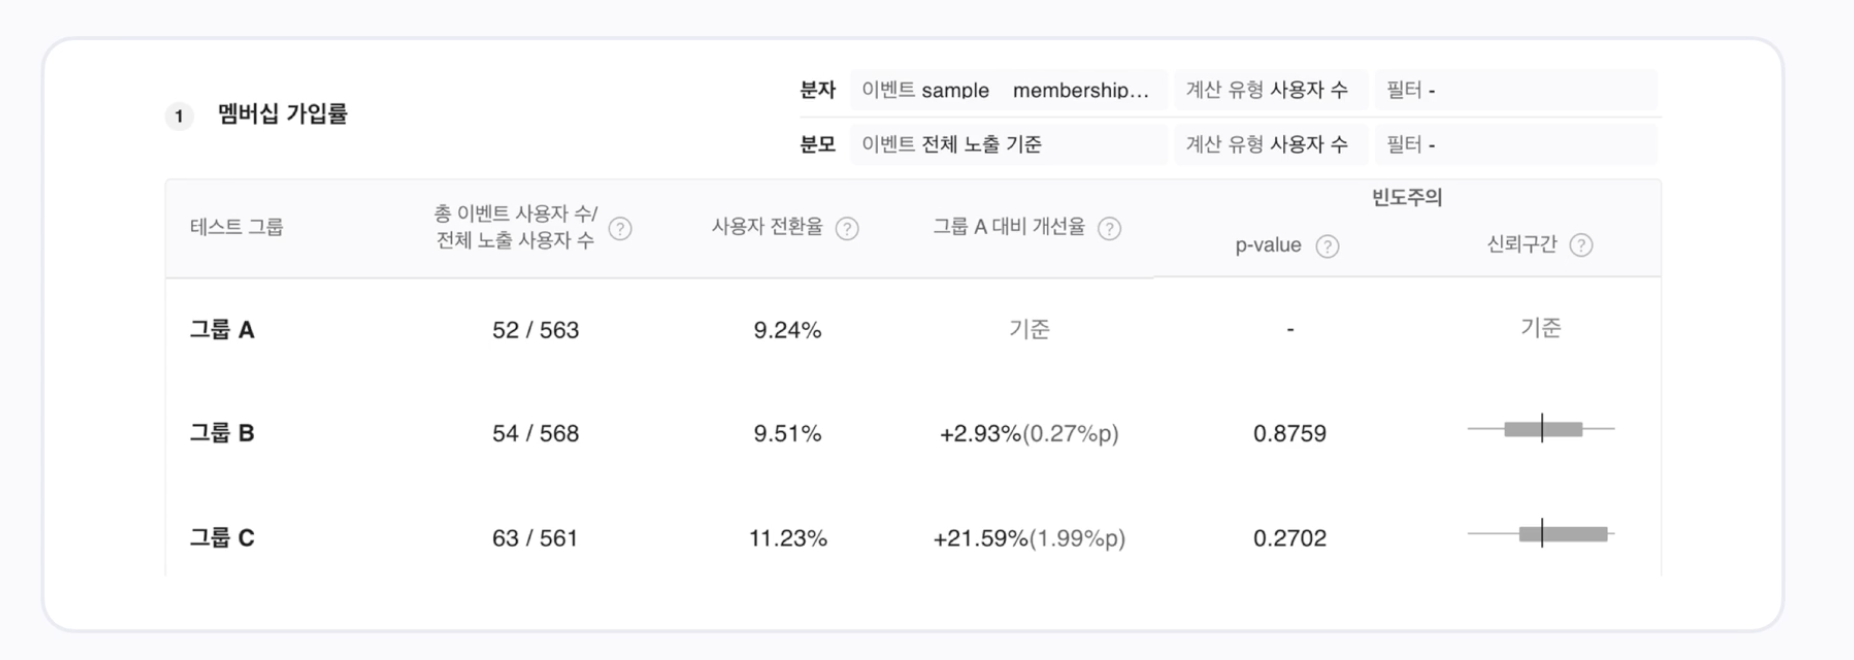 1 멤버십 가입률
분자 이벤트 sample membership... 계산 유형 사용자 수 필터 -
분모 이벤트 전체 노출 기준 계산 유형 사용자 수 필터 -
테스트 그룹
총 이벤트 사용자 수/
전체 노출 사용자 수 ?
사용자 전환율 ?
그룹 A 대비 개선율 ?
빈도주의
p-value ? 신뢰구간 ?
그룹 A 52 / 563 9.24% 기준 - 기준
그룹 B 54 / 568 9.51% +2.93%(0.27%p) 0.8759
그룹 C 63 / 561 11.23% +21.59%(1.99%p) 0.2702